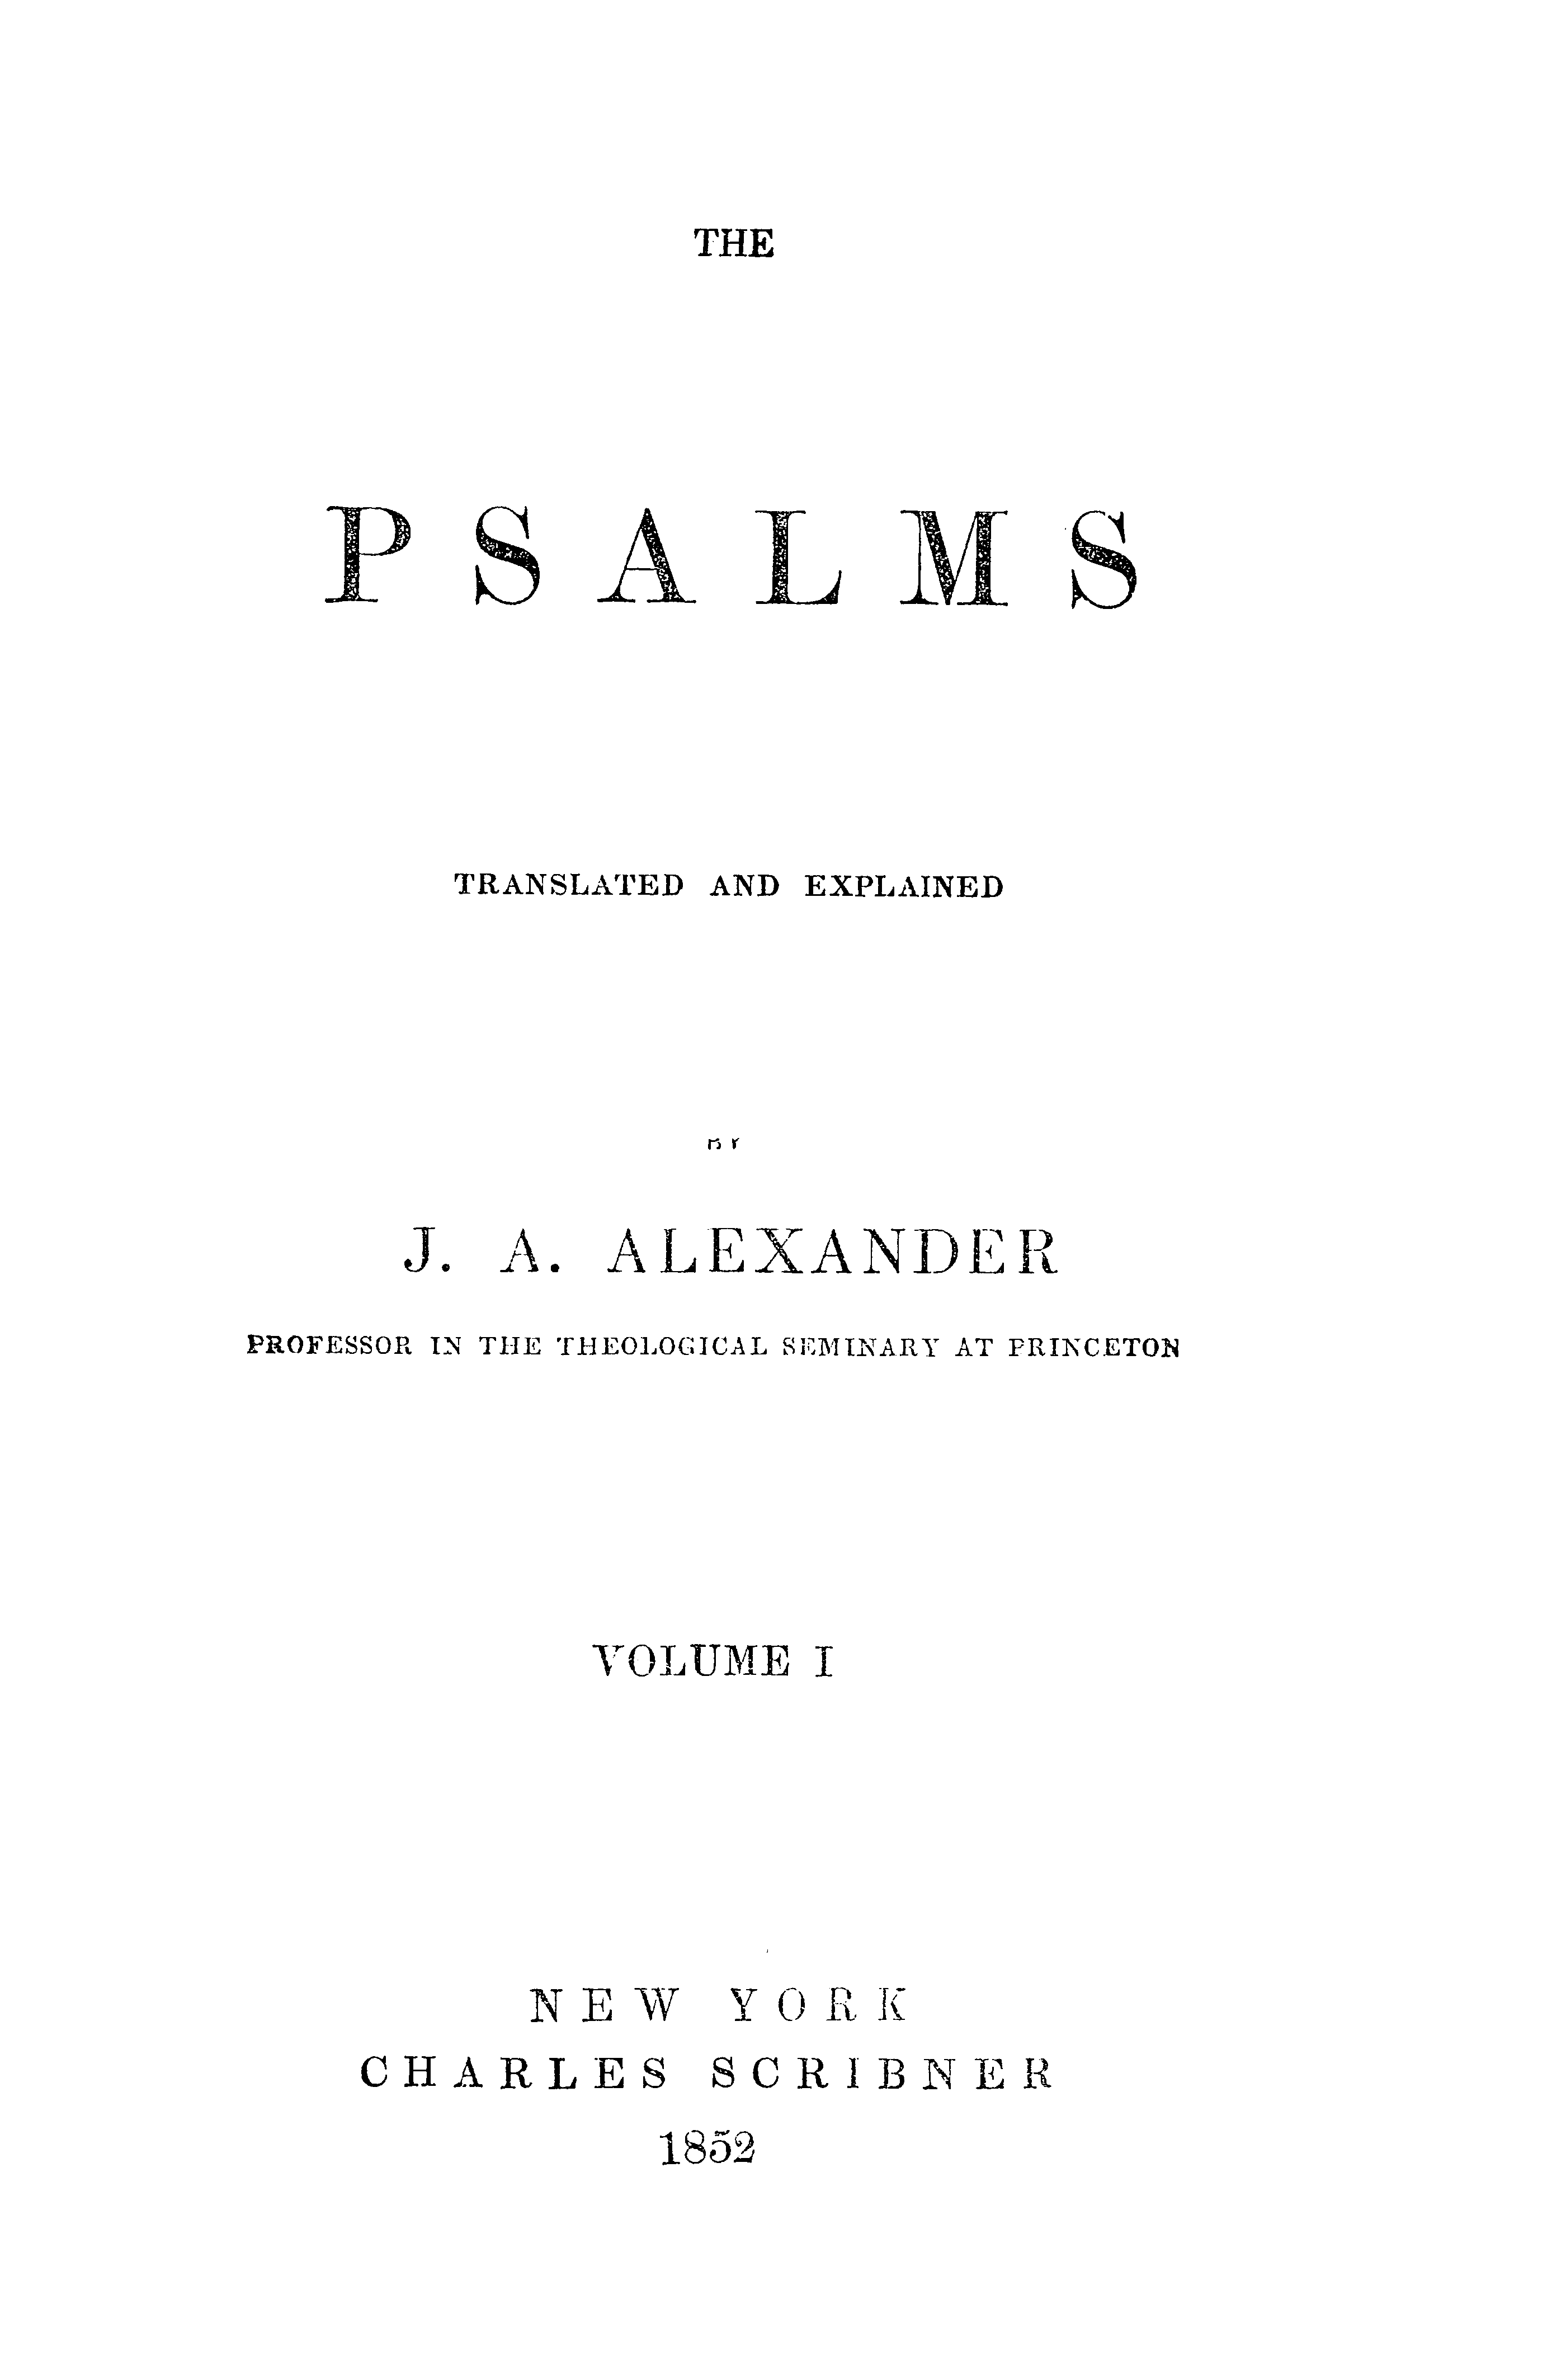 THE
PSALMS
TRANSLATED AND EXPLAINED
BY
J. A. ALEXANDER
PROFESSOR IN THE THEOLOGICAL SEMINARY AT PRINCETON
VOLUME I
NEW YORK
CHARLES SCRIBNER
1852